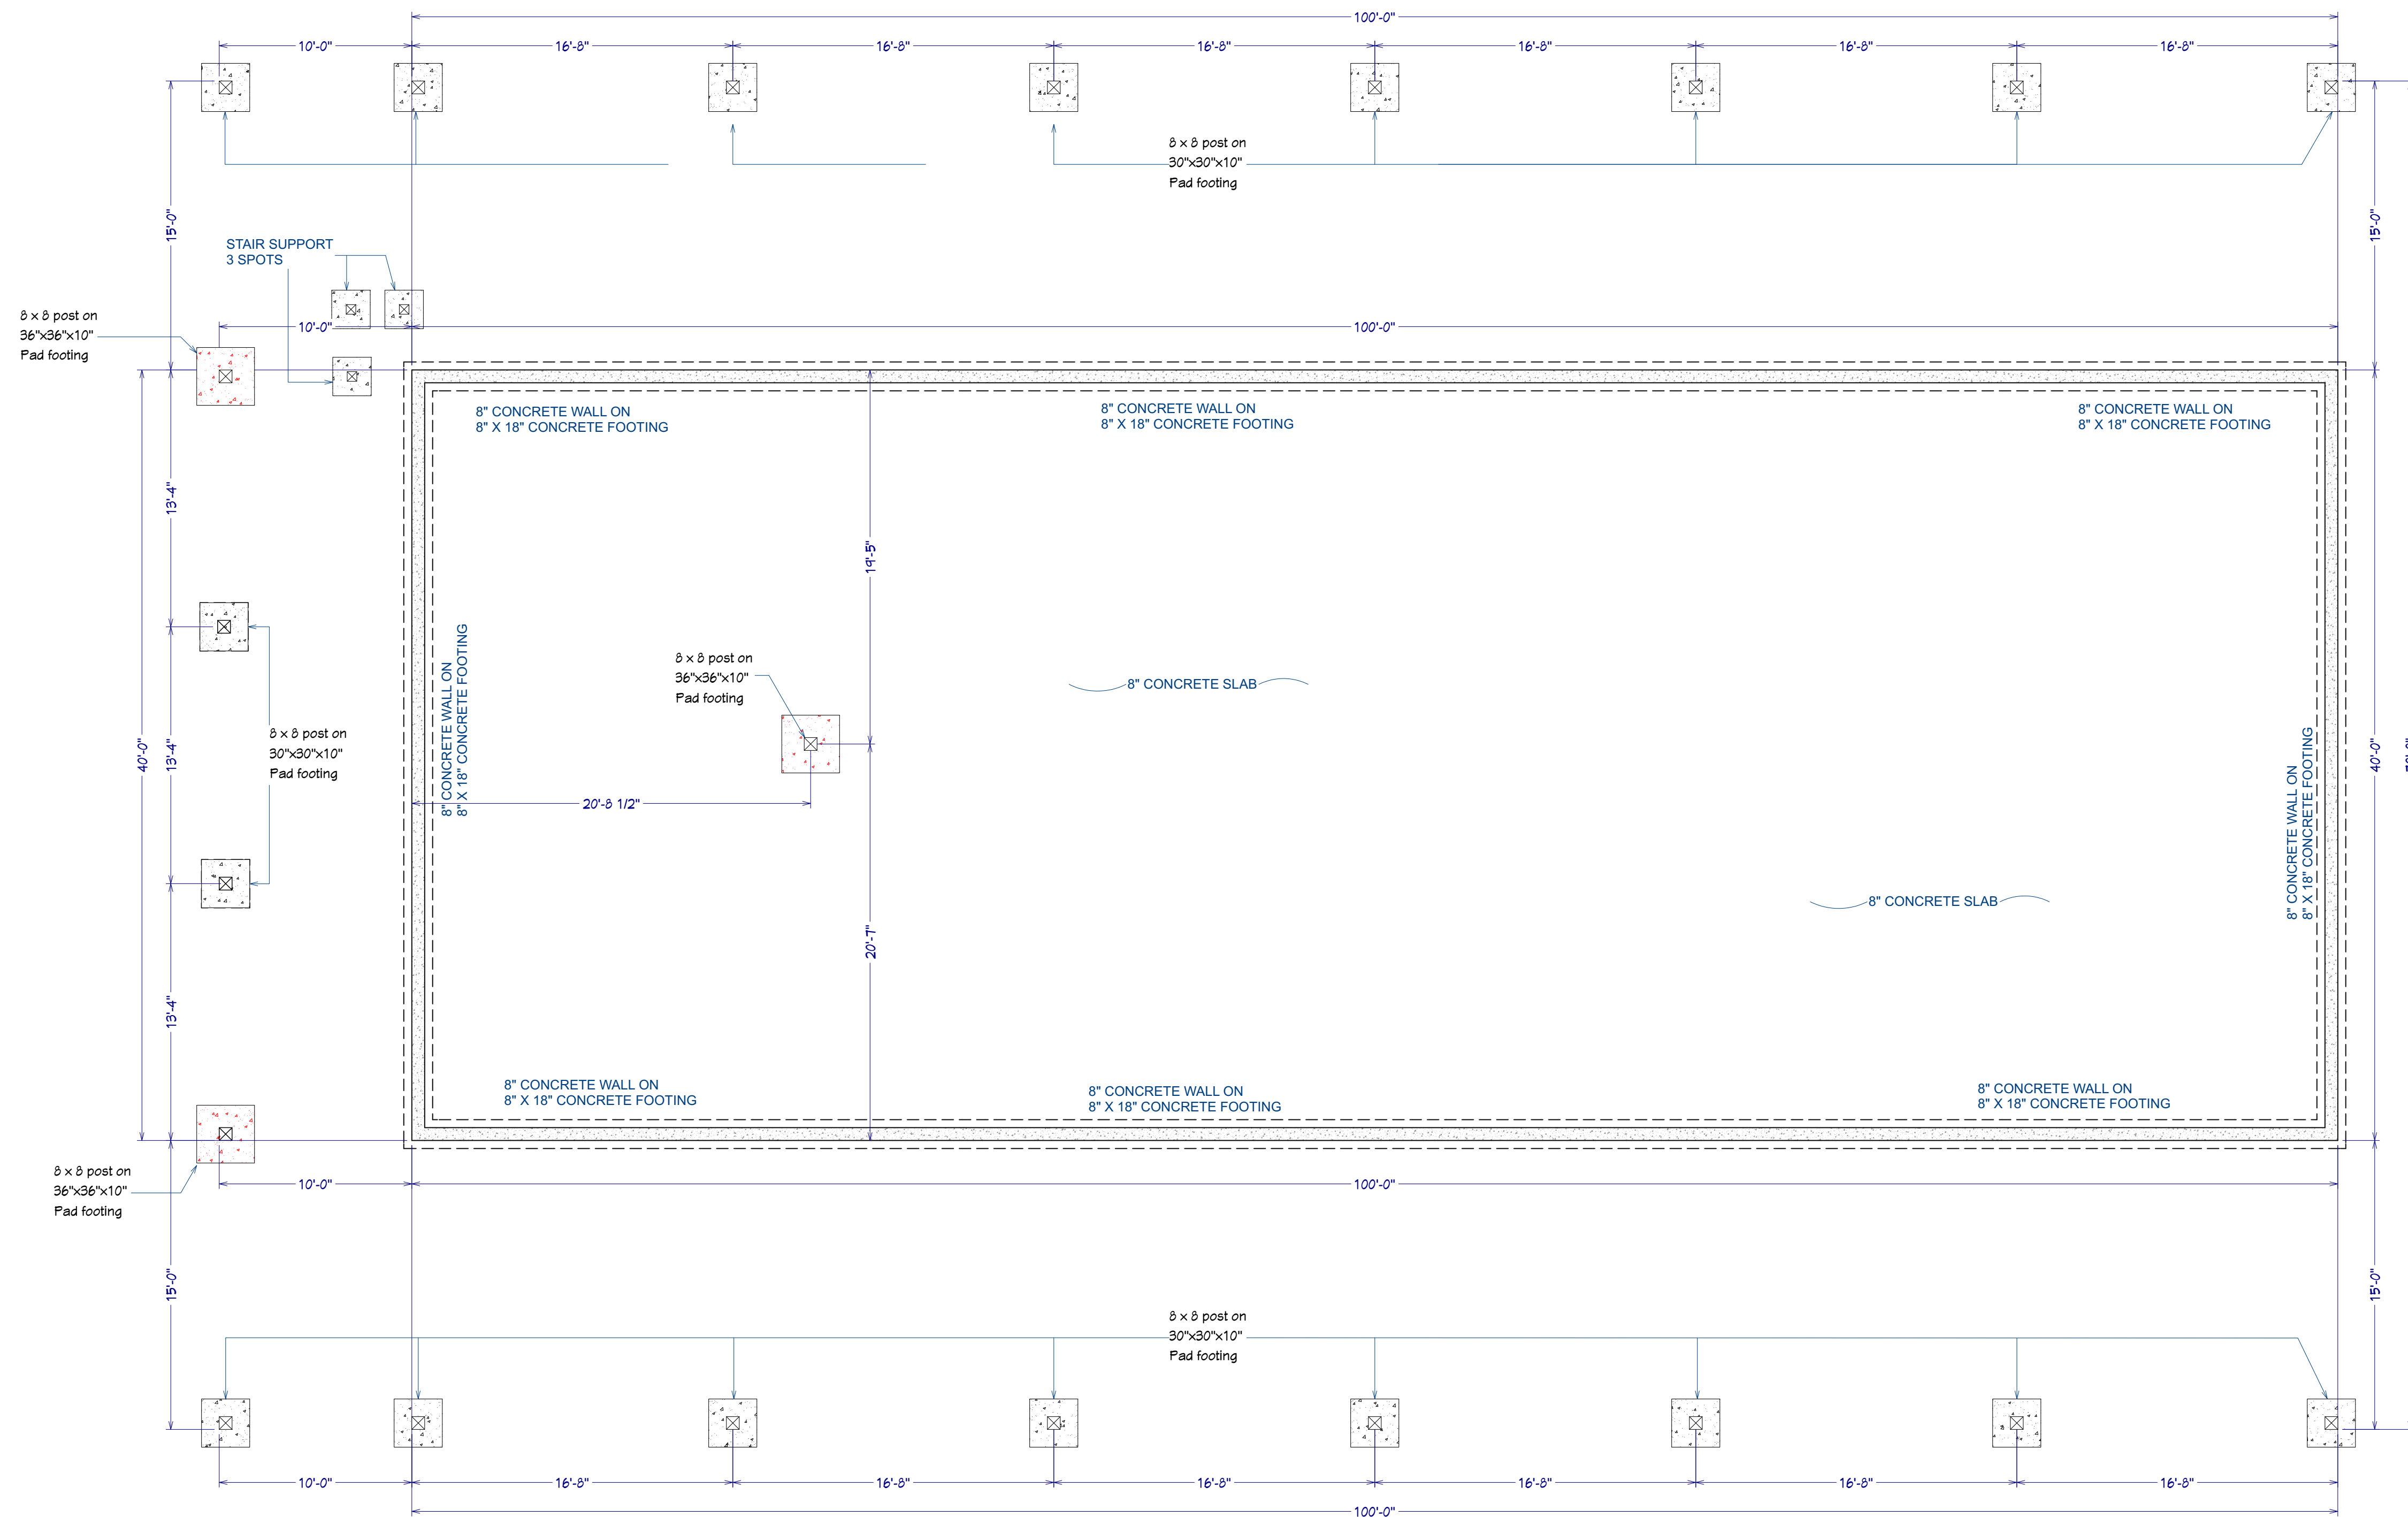 100'-0"
10'-0"
16'-8"
16'-8"
16'-8"
16'-8"
16'-8"
16'-8"
8 x 8 post on
30"x30"x10"
Pad footing
15'-0"
15'-0"
STAIR SUPPORT
3 SPOTS
8 x 8 post on
36"x36"x10"
Pad footing
10'-0"
100'-0"
8" CONCRETE WALL ON
8" X 18" CONCRETE FOOTING
8" CONCRETE WALL ON
8" X 18" CONCRETE FOOTING
8" CONCRETE WALL ON
8" X 18" CONCRETE FOOTING
13'-4"
19'-5"
8 x 8 post on
36"x36"x10"
Pad footing
8" CONCRETE SLAB
8" CONCRETE WALL ON
8" X 18" CONCRETE FOOTING
40'-0"
13'-4"
8 x 8 post on
30"x30"x10"
Pad footing
20'-8 1/2"
40'-0"
8" CONCRETE WALL ON
8" X 18" CONCRETE FOOTING
8" CONCRETE SLAB
20'-7"
13'-4"
8" CONCRETE WALL ON
8" X 18" CONCRETE FOOTING
8" CONCRETE WALL ON
8" X 18" CONCRETE FOOTING
8" CONCRETE WALL ON
8" X 18" CONCRETE FOOTING
8 x 8 post on
36"x36"x10"
Pad footing
10'-0"
100'-0"
15'-0"
15'-0"
8 x 8 post on
30"x30"x10"
Pad footing
10'-0"
16'-8"
16'-8"
16'-8"
16'-8"
16'-8"
16'-8"
100'-0"